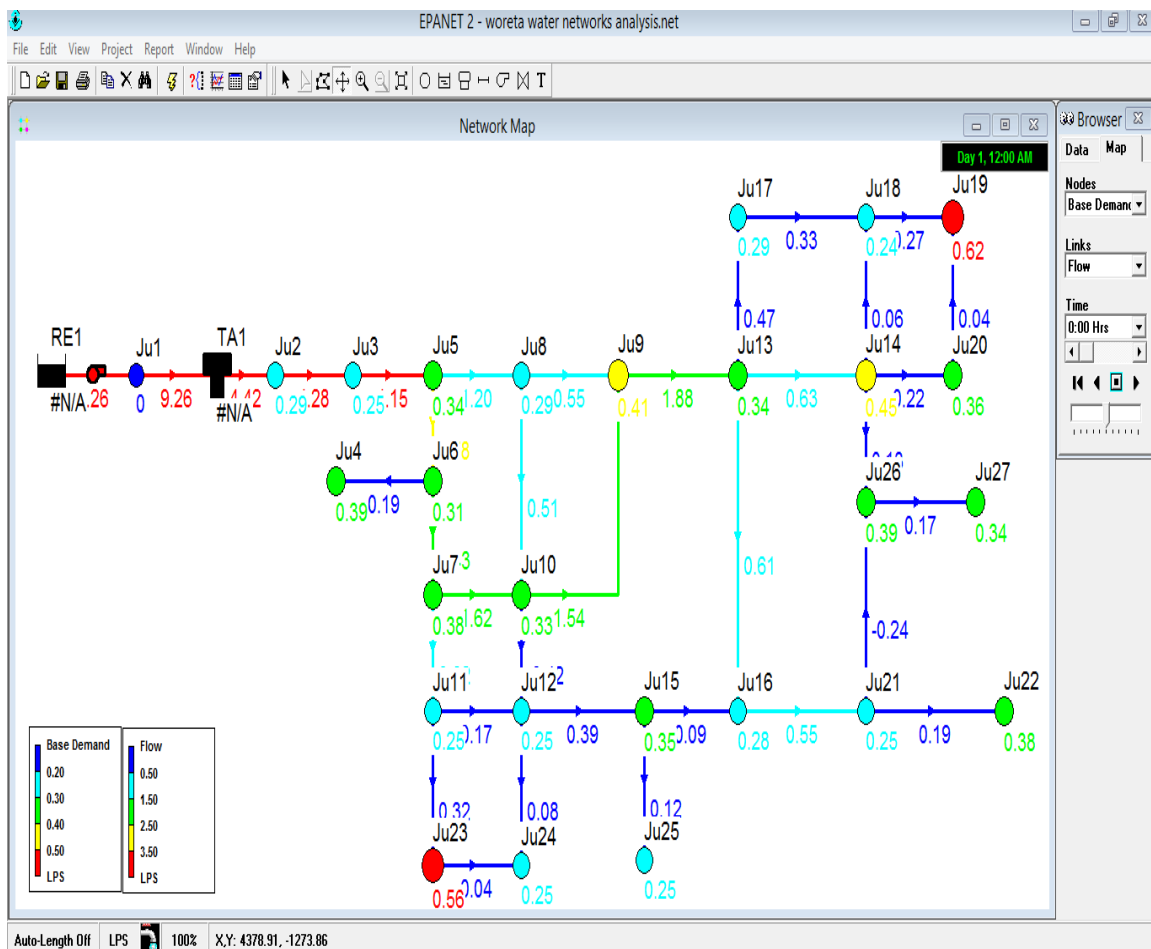 EPANET 2 - woreta water networks analysis.net
File Edit View Project Report Window Help
T
Network Map
Day 1, 12:00 AM
Browser
Data Map
Nodes
Base Demand
Links
Flow
Time
0:00 Hrs
Ju17 Ju18 Ju19
0.33 0.27
0.29 0.24 0.62
0.47 0.06 0.04
RE1 Ju1 TA1 Ju2 Ju3 Ju5 Ju8 Ju9 Ju13 Ju14 Ju20
#N/A .26 0 9.26 #N/A 4.42 0.29 .28 0.25 .15 0.34 .20 0.29 0.55 0.41 1.88 0.34 0.63 0.45 0.22 0.36
Ju4 Ju6 8
0.39 0.19 0.31
Ju26 Ju27
0.39 0.17 0.34
0.51
0.61
Ju7 3 Ju10
0.38 1.62 0.33 1.54
-0.24
Ju11 Ju12 2 Ju15 Ju16 Ju21 Ju22
0.25 0.17 0.25 0.39 0.35 0.09 0.28 0.55 0.25 0.19 0.38
0.32 0.08 0.12
Ju23 Ju24 Ju25
0.56 0.04 0.25 0.25
Base Demand
0.20
0.30
0.40
0.50
LPS
Flow
0.50
1.50
2.50
3.50
LPS
Auto-Length Off LPS 100% X,Y: 4378.91, -1273.86